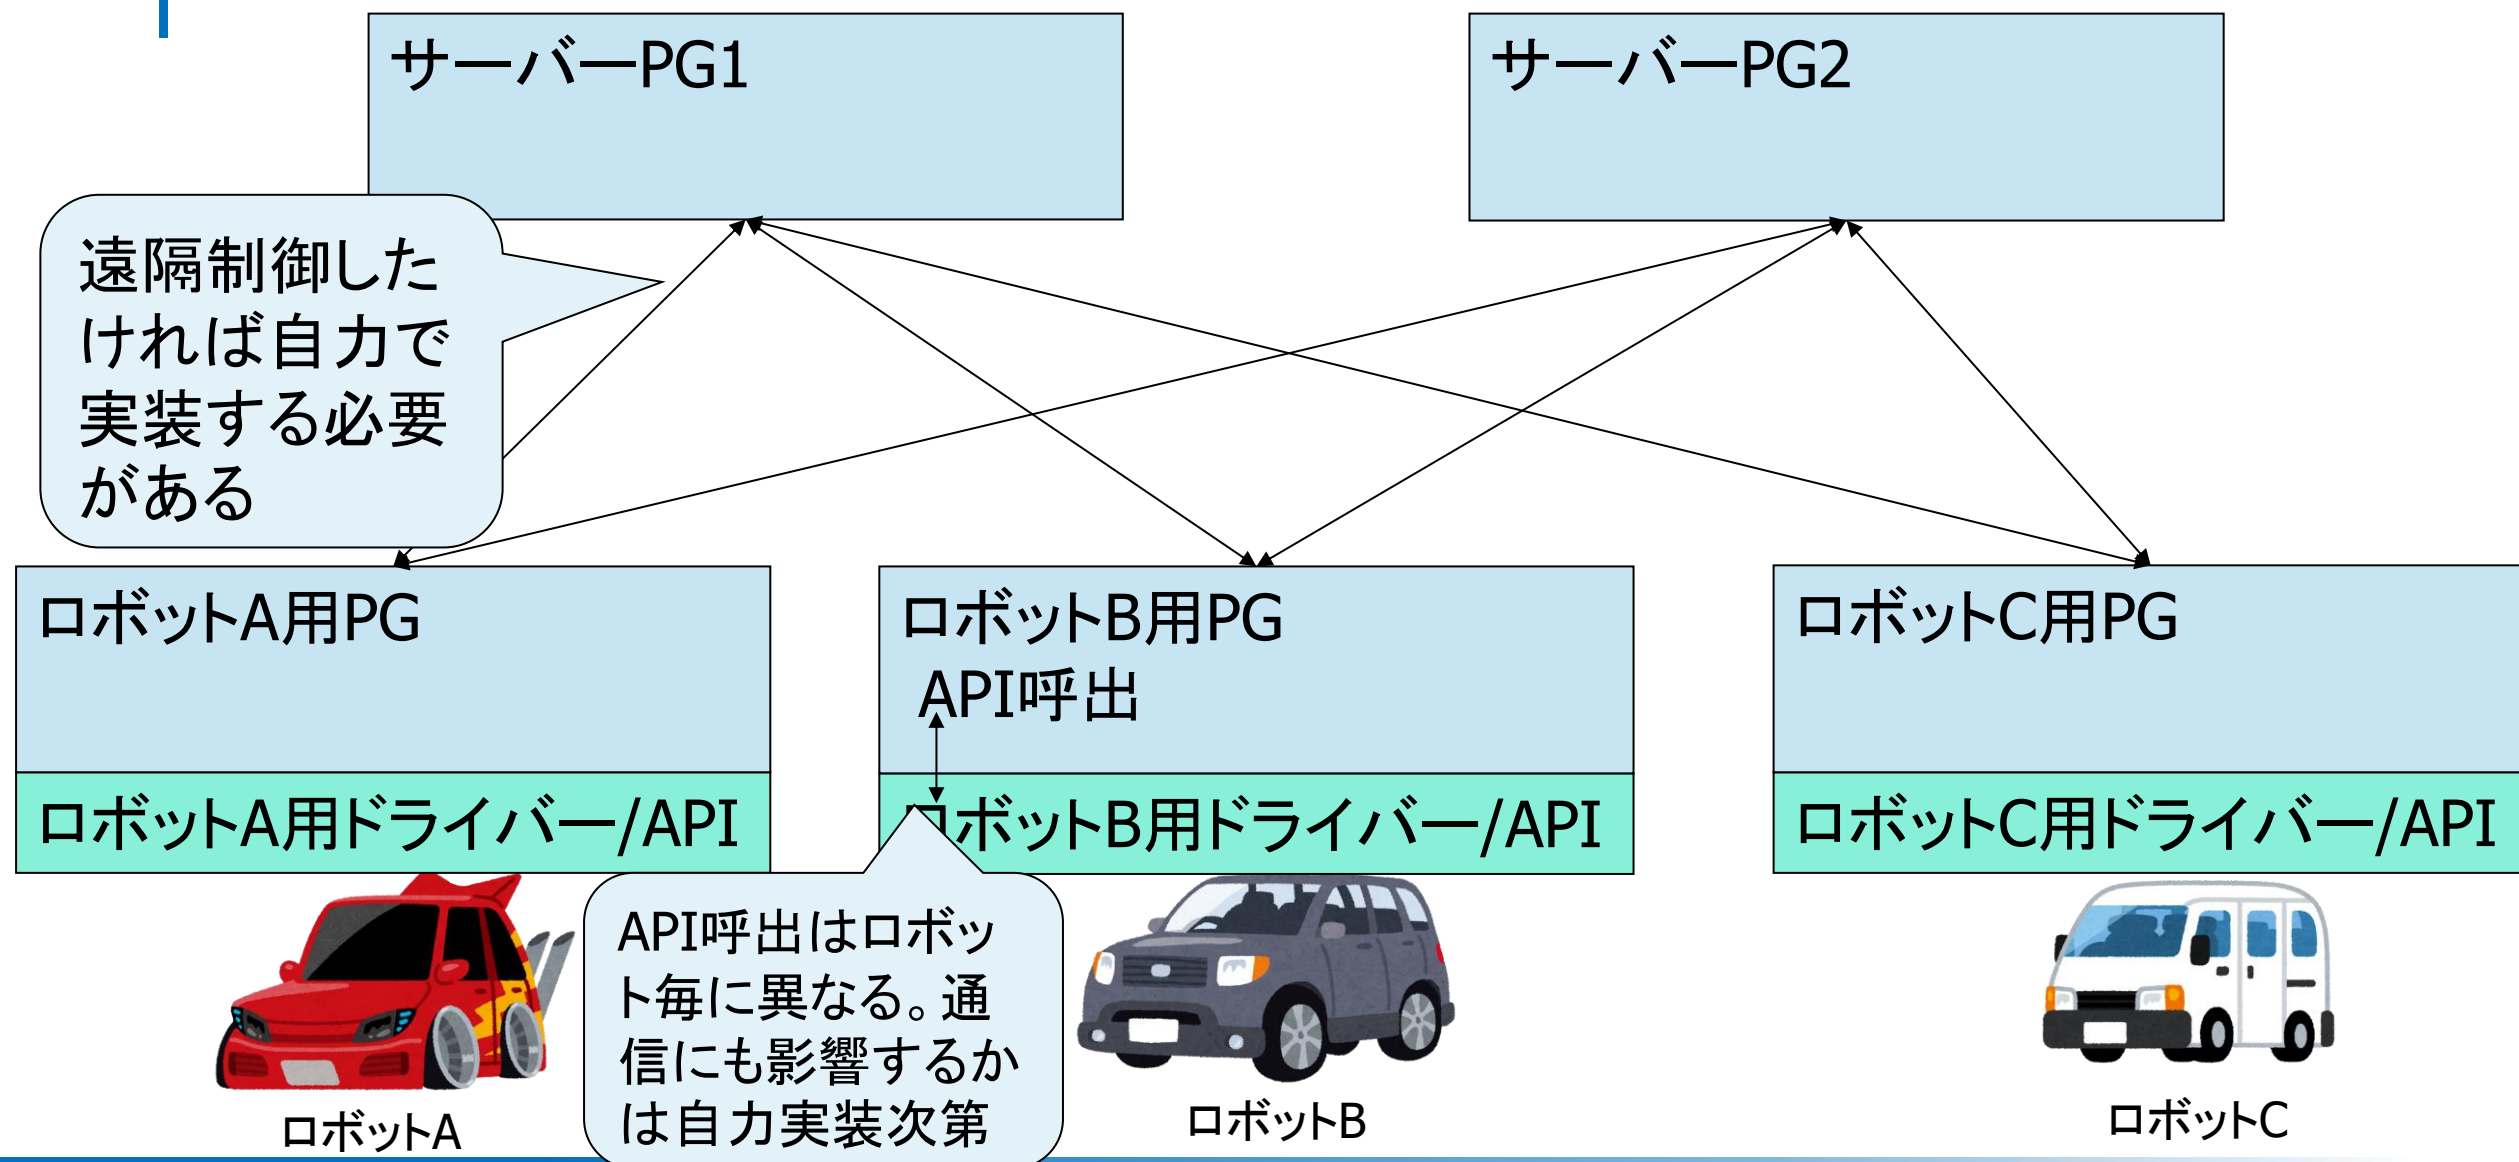 サーバーPG1
サーバーPG2
遠隔制御した
ければ自力で
実装する必要
がある
ロボットA用PG
ロボットB用PG
API呼出
ロボットC用PG
ロボットA用ドライバー/API
ロボットB用ドライバー/API
ロボットC用ドライバー/API
API呼出はロボッ
ト毎に異なる。通
信にも影響するか
は自力実装次第
ロボットA
ロボットB
ロボットC